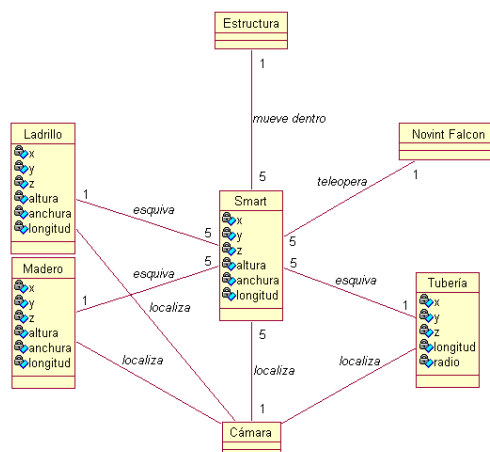 Estructura
1
mueve dentro
5
Ladrillo
x
y
z
altura
anchura
longitud
1
esquiva
5
Novint Falcon
1
teleopera
5
Smart
x
y
z
altura
anchura
longitud
Madero
x
y
z
altura
anchura
longitud
1
esquiva
5
5
esquiva
1
Tubería
x
y
z
longitud
radio
localiza
localiza
5
localiza
1
localiza
Cámara